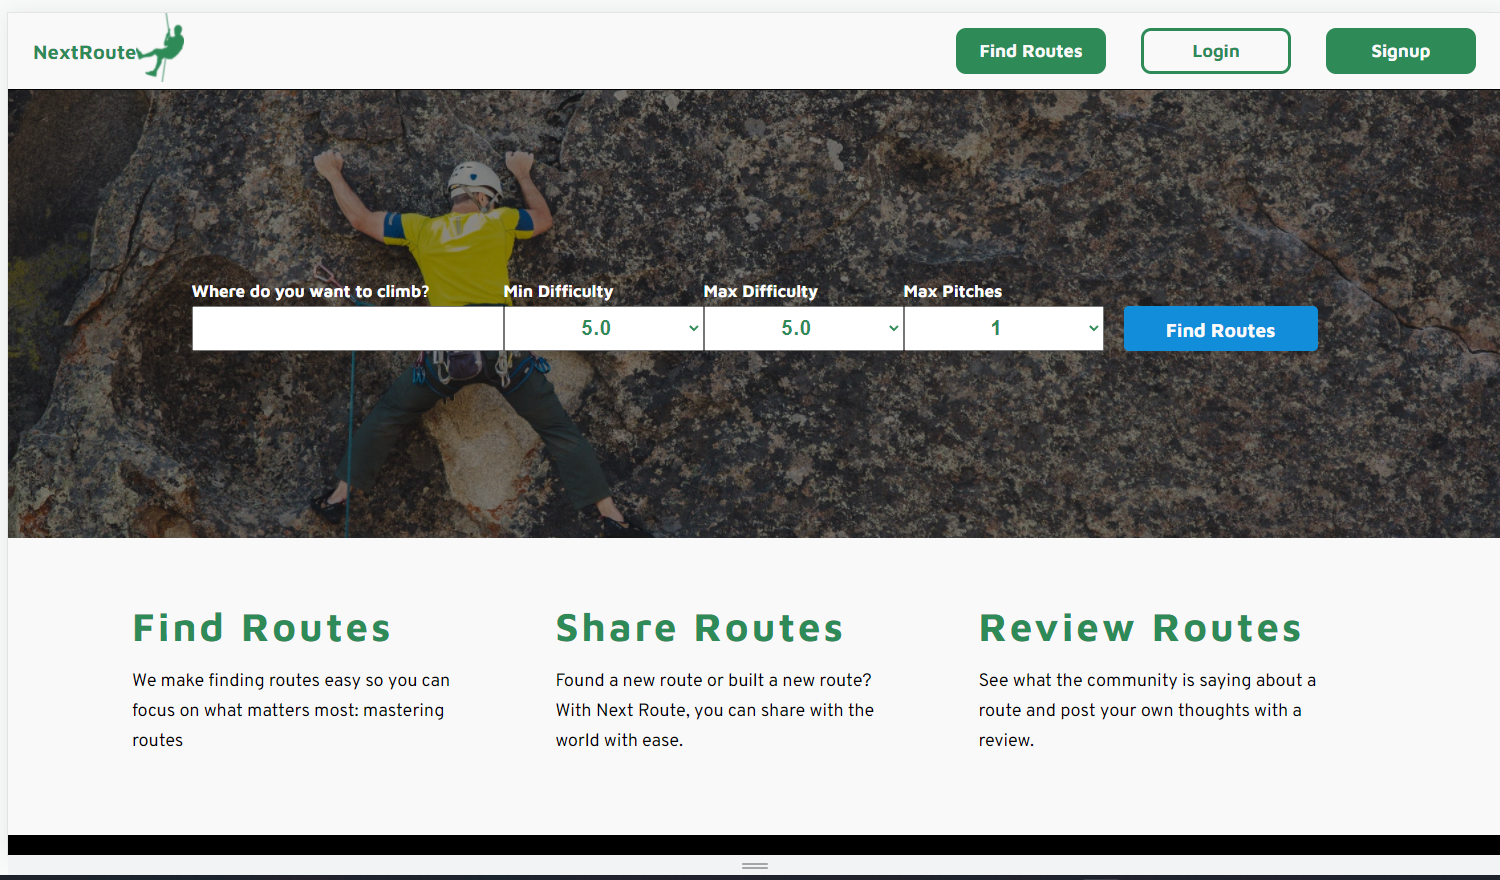 NextRoute
Find Routes
Login
Signup
Where do you want to climb?
Min Difficulty
Max Difficulty
Max Pitches
5.0
5.0
1
Find Routes
Find Routes
We make finding routes easy so you can
focus on what matters most: mastering
routes
Share Routes
Found a new route or built a new route?
With Next Route, you can share with the
world with ease.
Review Routes
See what the community is saying about a
route and post your own thoughts with a
review.